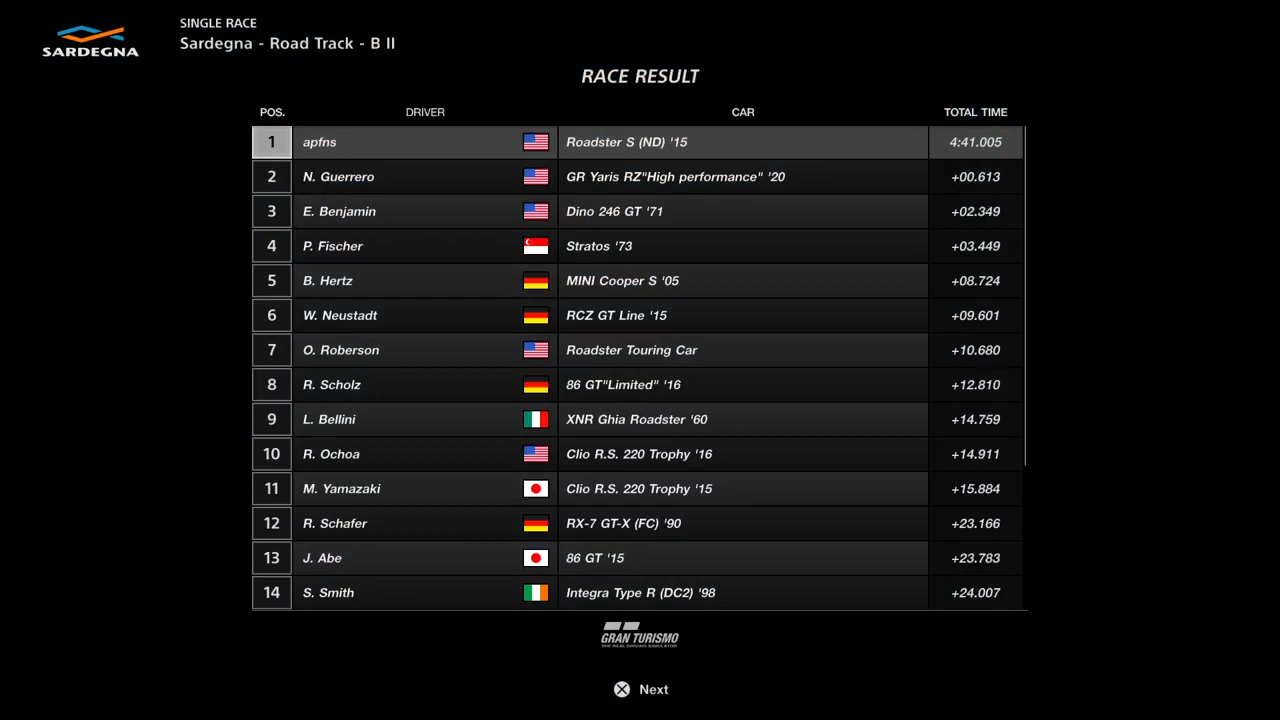 SARDEGNA
SINGLE RACE
Sardegna - Road Track - B II
RACE RESULT
POS. DRIVER CAR TOTAL TIME
1 apfns Roadster S (ND) '15 4:41.005
2 N. Guerrero GR Yaris RZ"High performance" '20 +00.613
3 E. Benjamin Dino 246 GT '71 +02.349
4 P. Fischer Stratos '73 +03.449
5 B. Hertz MINI Cooper S '05 +08.724
6 W. Neustadt RCZ GT Line '15 +09.601
7 O. Roberson Roadster Touring Car +10.680
8 R. Scholz 86 GT"Limited" '16 +12.810
9 L. Bellini XNR Ghia Roadster '60 +14.759
10 R. Ochoa Clio R.S. 220 Trophy '16 +14.911
11 M. Yamazaki Clio R.S. 220 Trophy '15 +15.884
12 R. Schafer RX-7 GT-X (FC) '90 +23.166
13 J. Abe 86 GT '15 +23.783
14 S. Smith Integra Type R (DC2) '98 +24.007
GRAN TURISMO
THE REAL DRIVING SIMULATOR
Next